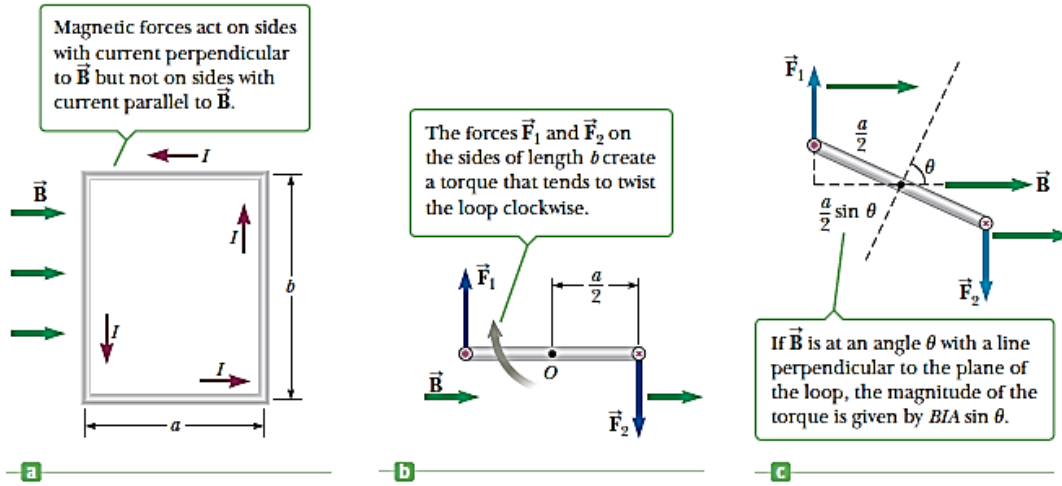 Magnetic forces act on sides
with current perpendicular
to B⃗ but not on sides with
current parallel to B⃗.
I
B⃗
I
b
I
I
a
a
The forces F⃗₁ and F⃗₂ on
the sides of length b create
a torque that tends to twist
the loop clockwise.
F⃗₁
a/2
O
B⃗
F⃗₂
b
F⃗₁
a/2
θ
B⃗
a/2 sin θ
F⃗₂
If B⃗ is at an angle θ with a line
perpendicular to the plane of
the loop, the magnitude of the
torque is given by BIA sin θ.
c